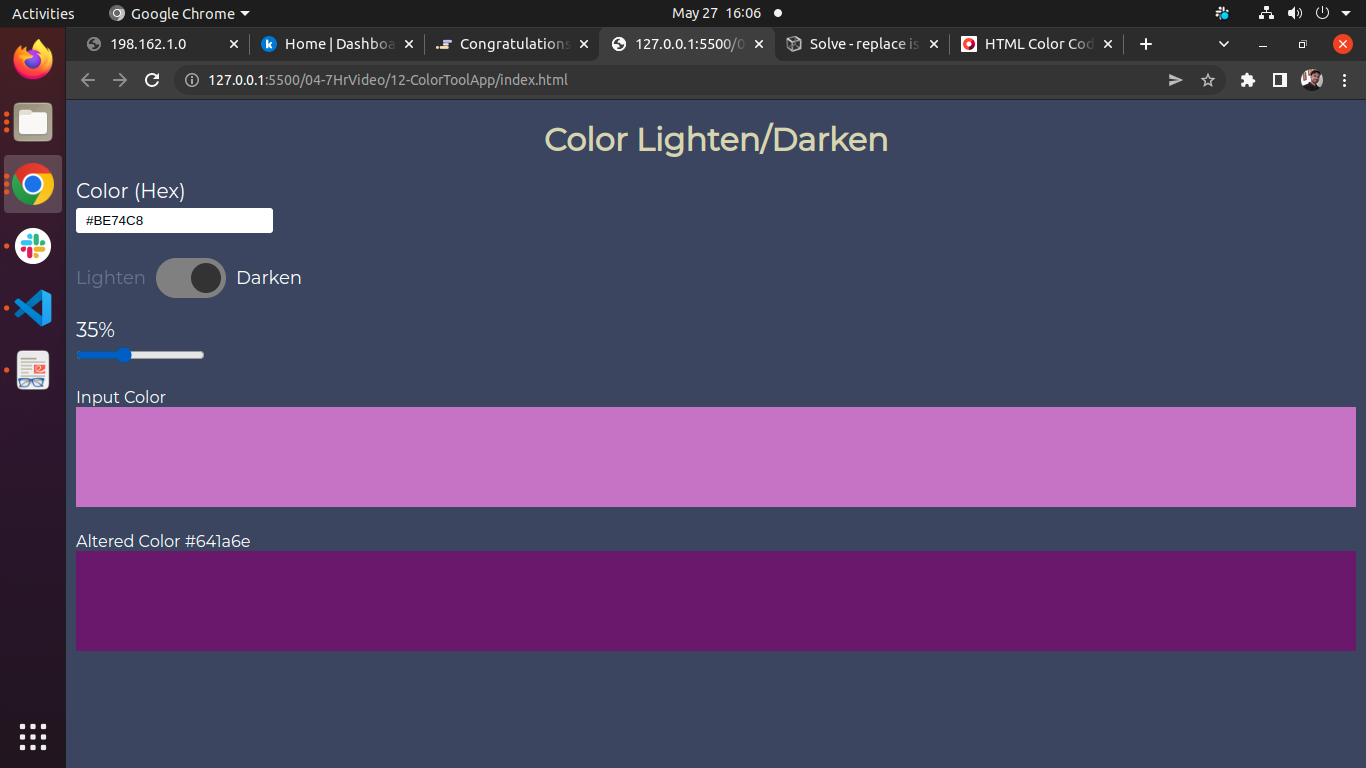 Activities Google Chrome May 27 16:06
198.162.1.0 Home | Dashboa Congratulations 127.0.0.1:5500/0 Solve - replace is HTML Color Cod
127.0.0.1:5500/04-7HrVideo/12-ColorToolApp/index.html
Color Lighten/Darken
Color (Hex)
#BE74C8
Lighten Darken
35%
Input Color
Altered Color #641a6e